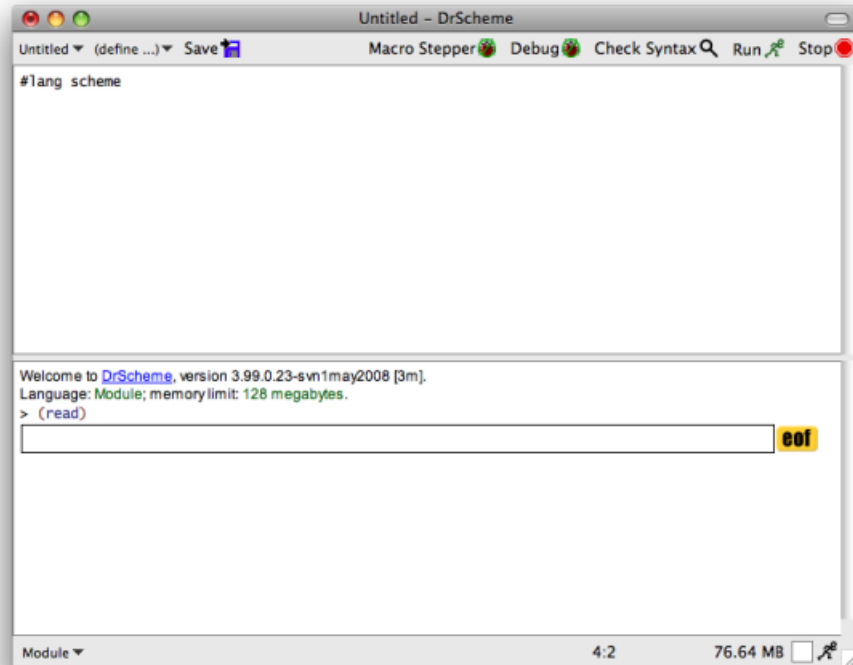 Untitled – DrScheme
Untitled (define ...) Save Macro Stepper Debug Check Syntax Run Stop
#lang scheme
Welcome to DrScheme, version 3.99.0.23-svn1may2008 [3m].
Language: Module; memory limit: 128 megabytes.
> (read)
eof
Module 4:2 76.64 MB